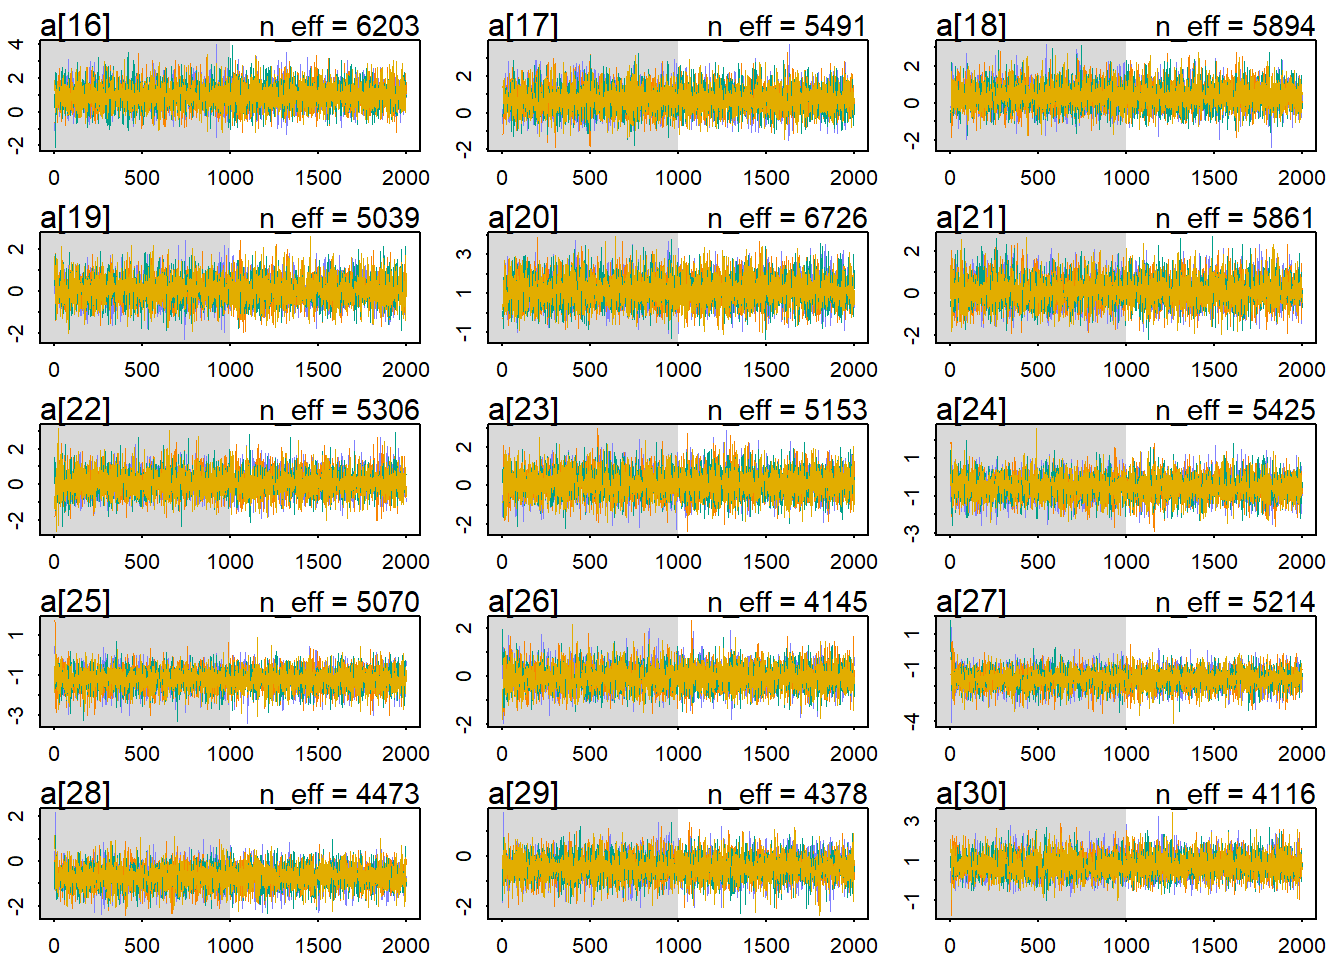 a[16] n_eff = 6203 a[17] n_eff = 5491 a[18] n_eff = 5894
4 2 0 -2 2 0 -2 2 0 -2
0 500 1000 1500 2000 0 500 1000 1500 2000 0 500 1000 1500 2000
a[19] n_eff = 5039 a[20] n_eff = 6726 a[21] n_eff = 5861
2 0 -2 3 1 -1 2 0 -2
0 500 1000 1500 2000 0 500 1000 1500 2000 0 500 1000 1500 2000
a[22] n_eff = 5306 a[23] n_eff = 5153 a[24] n_eff = 5425
2 0 -2 2 0 -2 1 -1 -3
0 500 1000 1500 2000 0 500 1000 1500 2000 0 500 1000 1500 2000
a[25] n_eff = 5070 a[26] n_eff = 4145 a[27] n_eff = 5214
1 -1 -3 2 0 -2 1 -1 -4
0 500 1000 1500 2000 0 500 1000 1500 2000 0 500 1000 1500 2000
a[28] n_eff = 4473 a[29] n_eff = 4378 a[30] n_eff = 4116
2 0 -2 0 -2 3 1 -1
0 500 1000 1500 2000 0 500 1000 1500 2000 0 500 1000 1500 2000